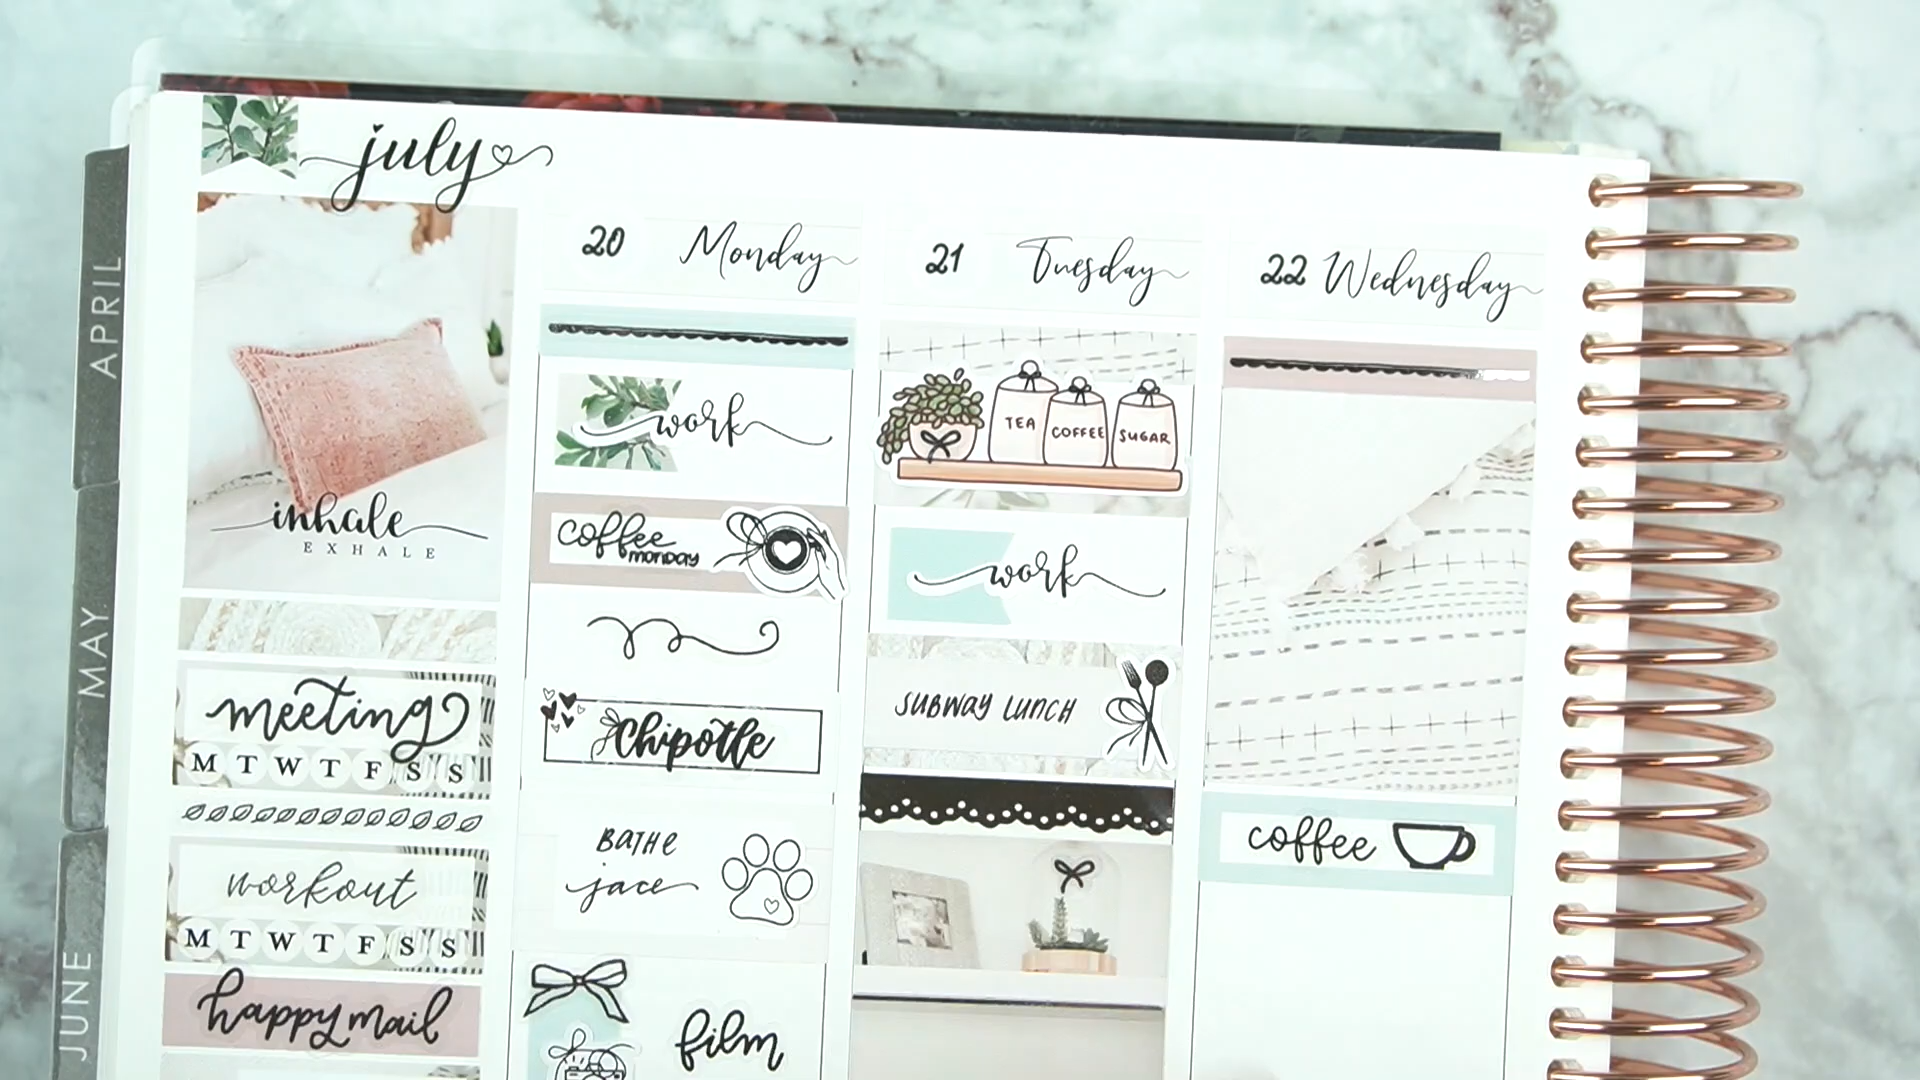 july
APRIL
MAY
JUNE
inhale
EXHALE
meeting
M T W T F S S
workout
M T W T F S S
happy mail
20 Monday
work
coffee
monday
Chipotle
BATHE
jace
film
21 Tuesday
TEA
COFFEE
SUGAR
work
SUBWAY LUNCH
22 Wednesday
coffee